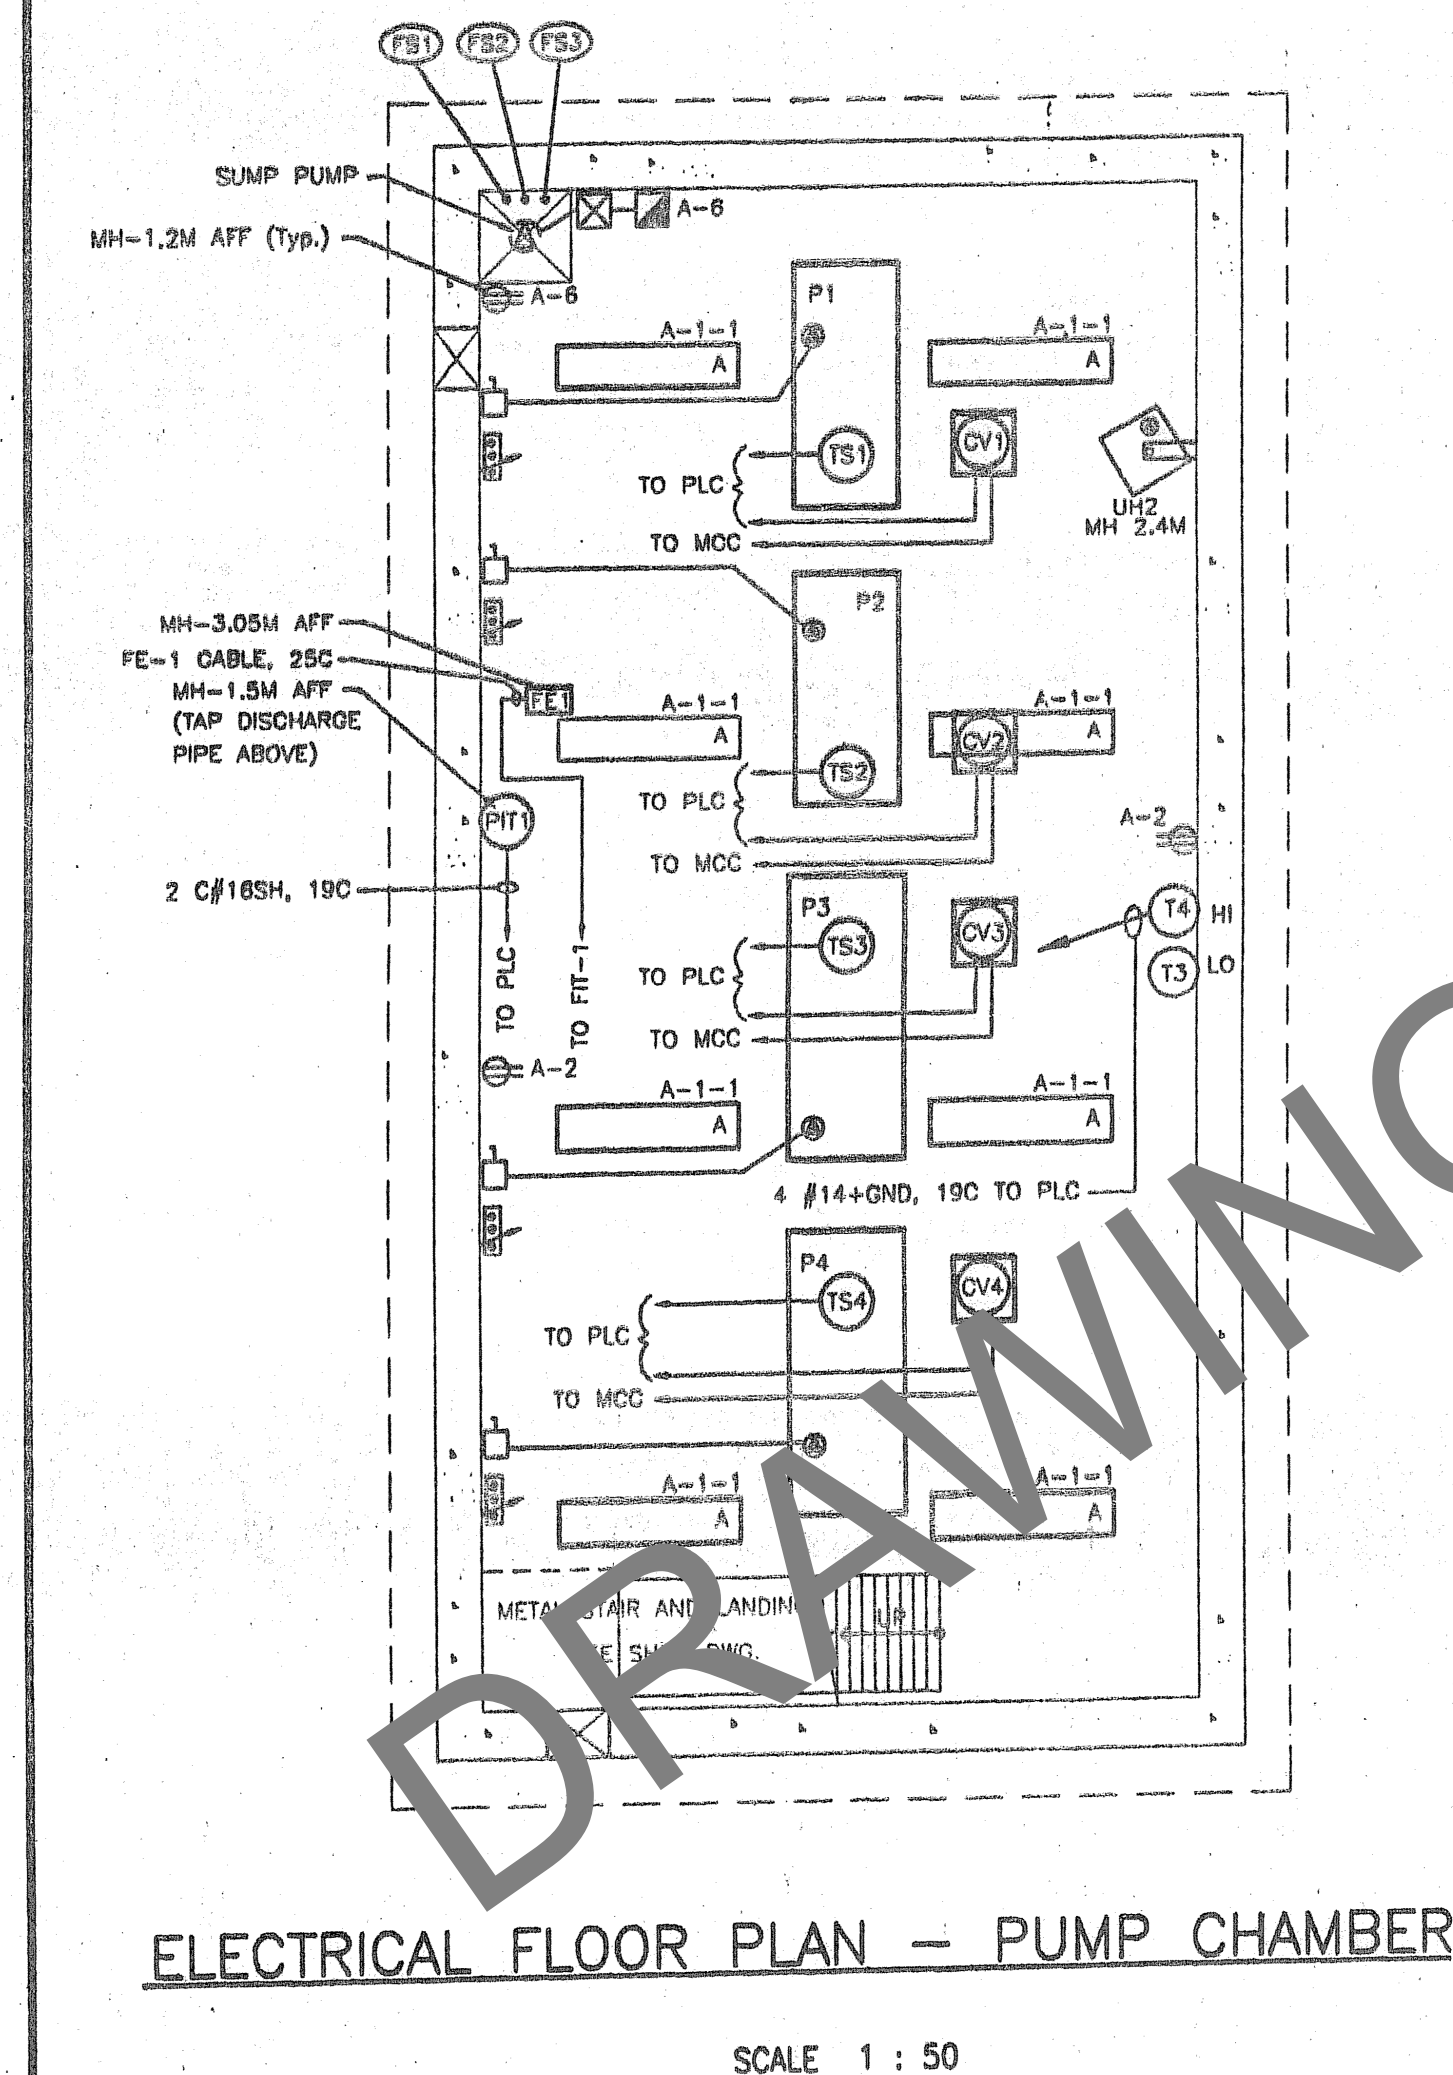 FS1 FS2 FS3
SUMP PUMP
A-6
MH-1.2M AFF (Typ.)
A-6
P1
A-1-1
A
A-1-1
A
TS1
CV1
TO PLC
TO MCC
UH2
MH 2.4M
P2
MH-3.05M AFF
FE-1 CABLE, 25C
MH-1.5M AFF
(TAP DISCHARGE
PIPE ABOVE)
FE1
A-1-1
A
A-1-1
A
CV2
TS2
TO PLC
TO MCC
PIT1
A-2
2 C#16SH, 19C
P3
TS3
CV3
T4 HI
T3 LO
TO PLC
TO MCC
TO PLC
TO FIT-1
A-2
A-1-1
A
A-1-1
A
4 #14+GND, 19C TO PLC
P4
TS4
CV4
TO PLC
TO MCC
A-1-1
A
A-1-1
A
STAIR AND LANDING
DWG.
UP
DRAWING
ELECTRICAL FLOOR PLAN - PUMP CHAMBER
SCALE 1 : 50